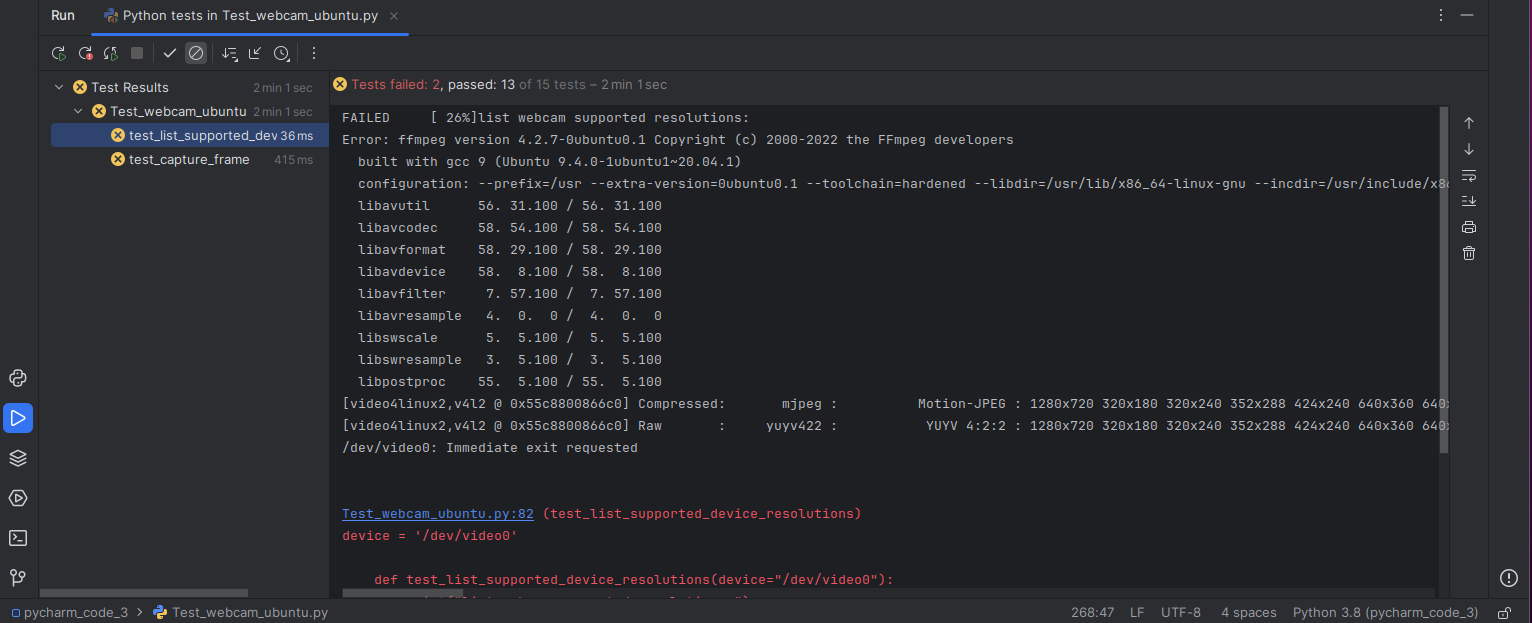 Run Python tests in Test_webcam_ubuntu.py
Test Results 2 min 1 sec
Test_webcam_ubuntu 2 min 1 sec
test_list_supported_dev 36 ms
test_capture_frame 415 ms
Tests failed: 2, passed: 13 of 15 tests – 2 min 1 sec
FAILED     [ 26%]list webcam supported resolutions:
Error: ffmpeg version 4.2.7-0ubuntu0.1 Copyright (c) 2000-2022 the FFmpeg developers
  built with gcc 9 (Ubuntu 9.4.0-1ubuntu1~20.04.1)
  configuration: --prefix=/usr --extra-version=0ubuntu0.1 --toolchain=hardened --libdir=/usr/lib/x86_64-linux-gnu --incdir=/usr/include/x8
  libavutil      56. 31.100 / 56. 31.100
  libavcodec     58. 54.100 / 58. 54.100
  libavformat    58. 29.100 / 58. 29.100
  libavdevice    58.  8.100 / 58.  8.100
  libavfilter     7. 57.100 /  7. 57.100
  libavresample   4.  0.  0 /  4.  0.  0
  libswscale      5.  5.100 /  5.  5.100
  libswresample   3.  5.100 /  3.  5.100
  libpostproc    55.  5.100 / 55.  5.100
[video4linux2,v4l2 @ 0x55c8800866c0] Compressed:       mjpeg :          Motion-JPEG : 1280x720 320x180 320x240 352x288 424x240 640x360 640
[video4linux2,v4l2 @ 0x55c8800866c0] Raw       :     yuyv422 :           YUYV 4:2:2 : 1280x720 320x180 320x240 352x288 424x240 640x360 640
/dev/video0: Immediate exit requested
Test_webcam_ubuntu.py:82 (test_list_supported_device_resolutions)
device = '/dev/video0'
    def test_list_supported_device_resolutions(device="/dev/video0"):
pycharm_code_3 > Test_webcam_ubuntu.py 268:47 LF UTF-8 4 spaces Python 3.8 (pycharm_code_3)